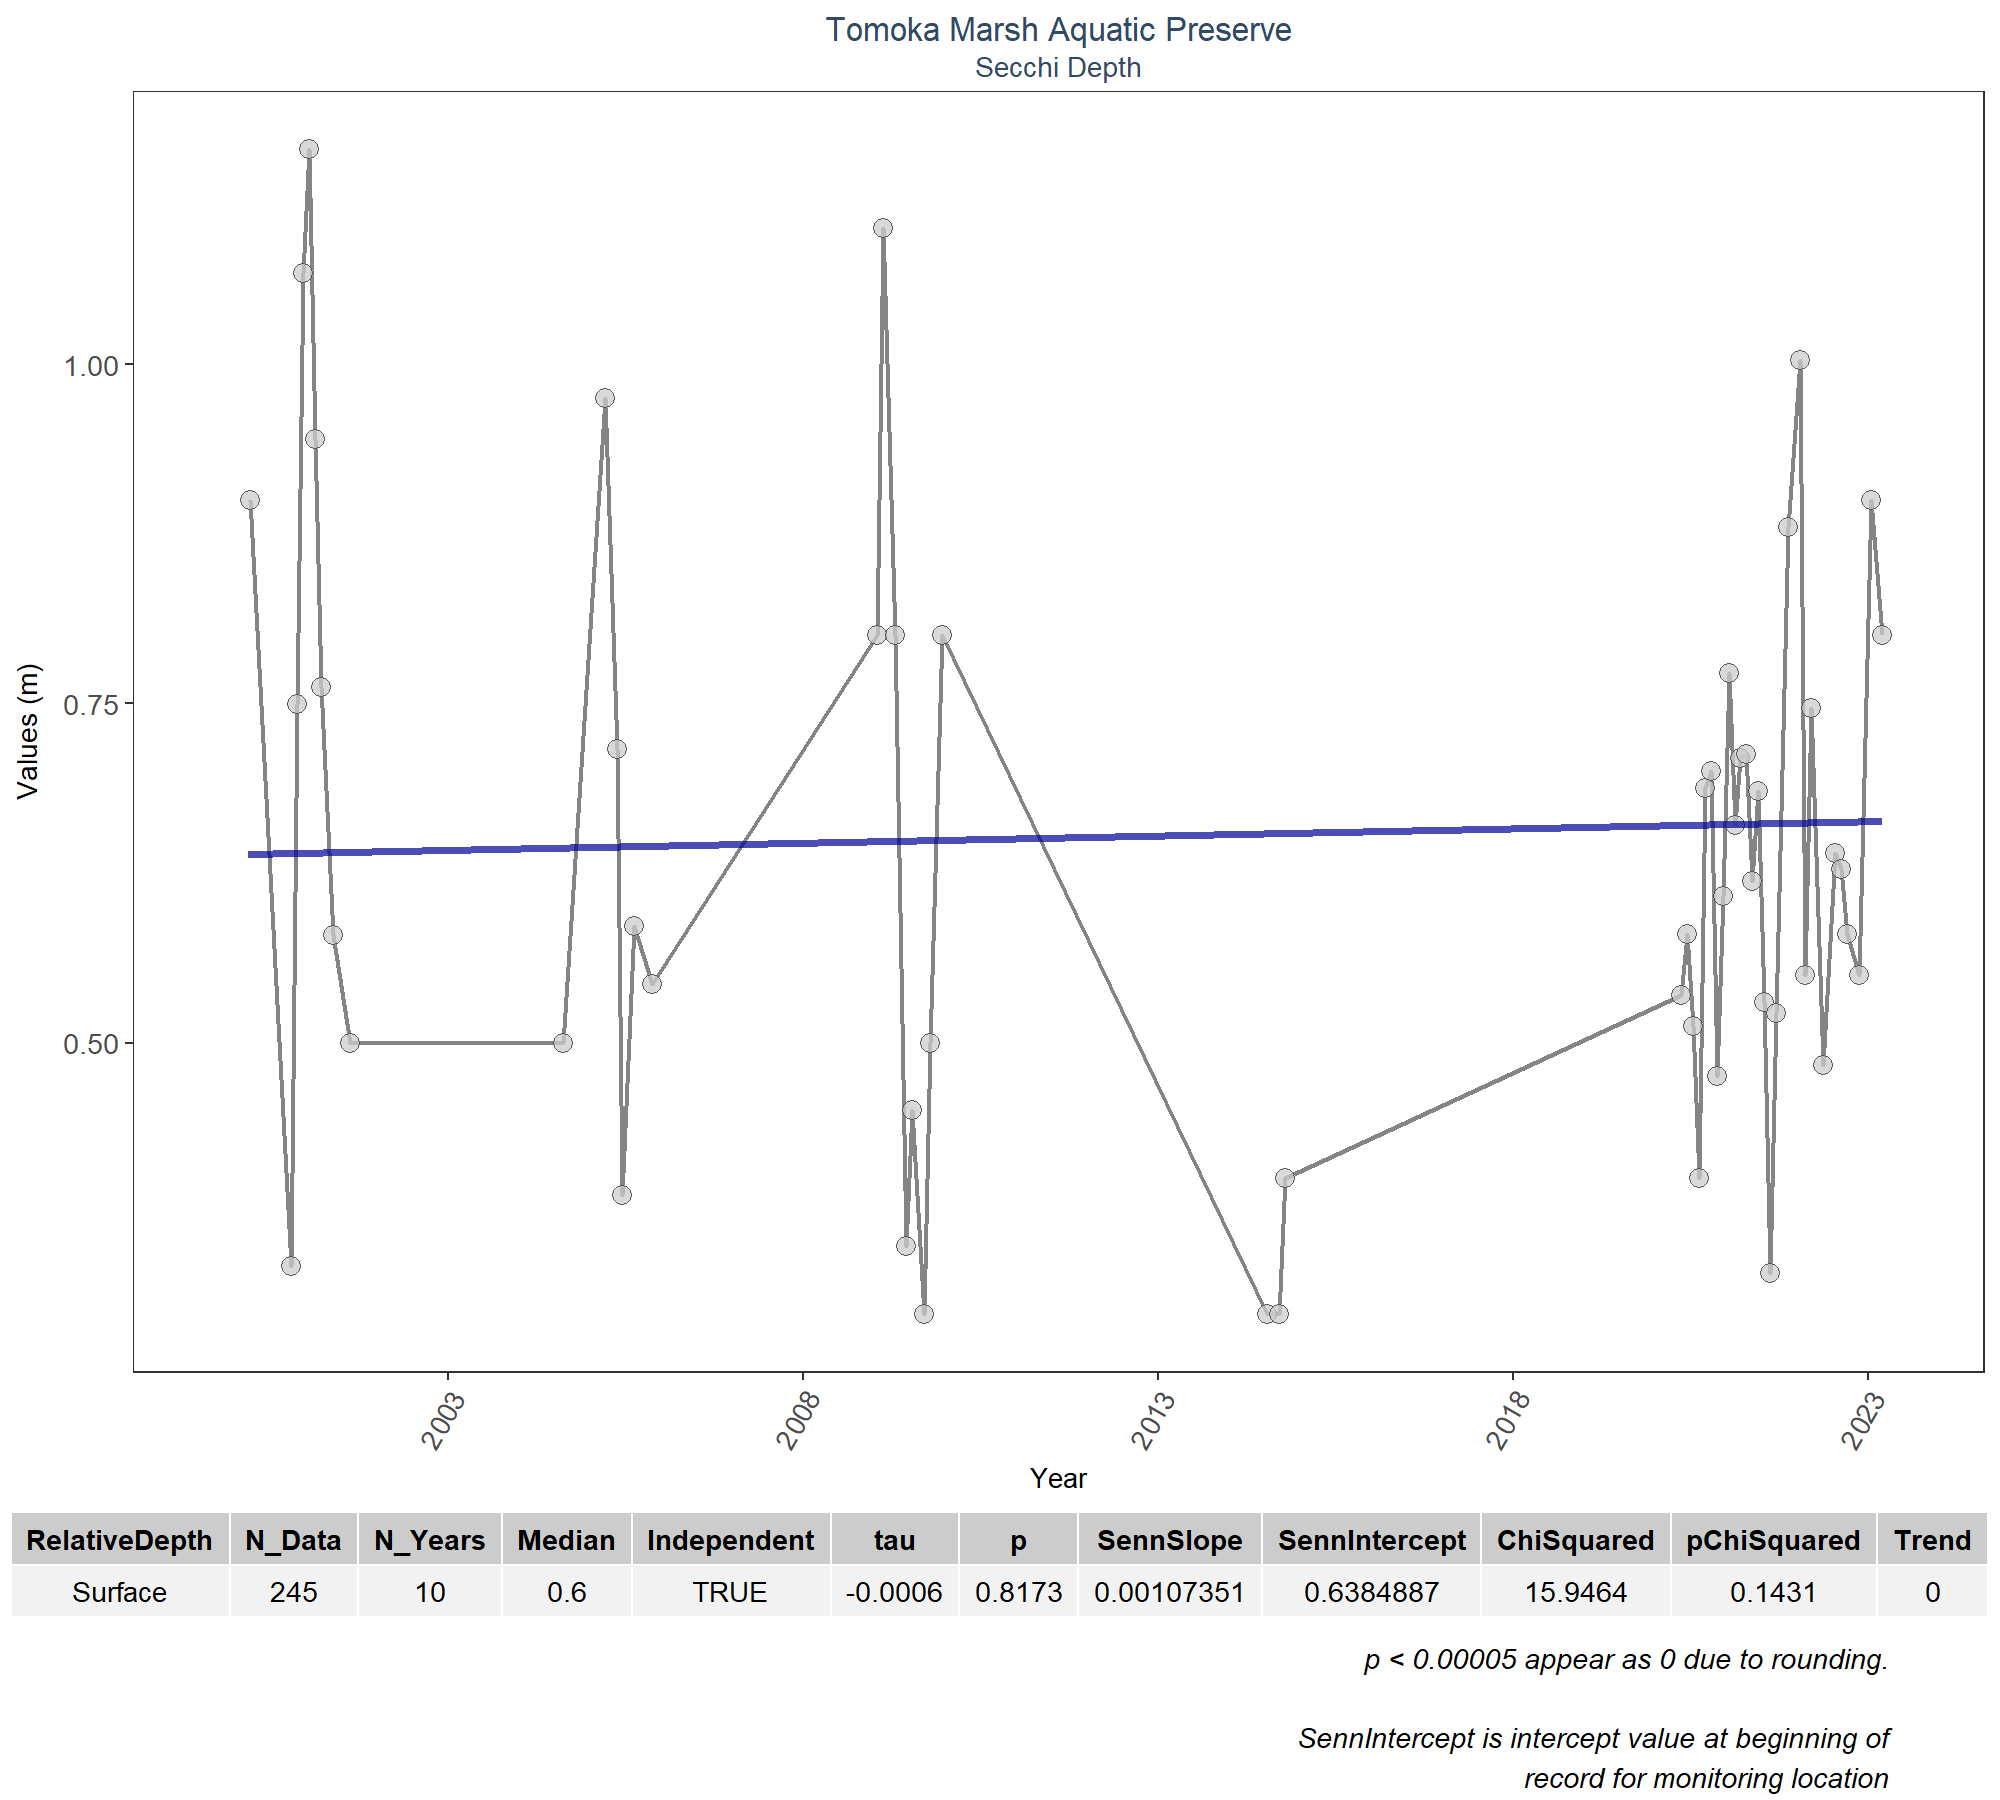 Tomoka Marsh Aquatic Preserve
Secchi Depth
Values (m)
1.00
0.75
0.50
2003
2008
2013
2018
2023
Year
RelativeDepth N_Data N_Years Median Independent tau p SennSlope SennIntercept ChiSquared pChiSquared Trend
Surface 245 10 0.6 TRUE -0.0006 0.8173 0.00107351 0.6384887 15.9464 0.1431 0
p < 0.00005 appear as 0 due to rounding.
SennIntercept is intercept value at beginning of
record for monitoring location